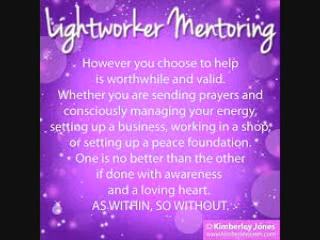 Lightworker Mentoring
However you choose to help
is worthwhile and valid.
Whether you are sending prayers and
consciously managing your energy,
setting up a business, working in a shop,
or setting up a peace foundation.
One is no better than the other
if done with awareness
and a loving heart.
AS WITHIN, SO WITHOUT.
© Kimberley Jones